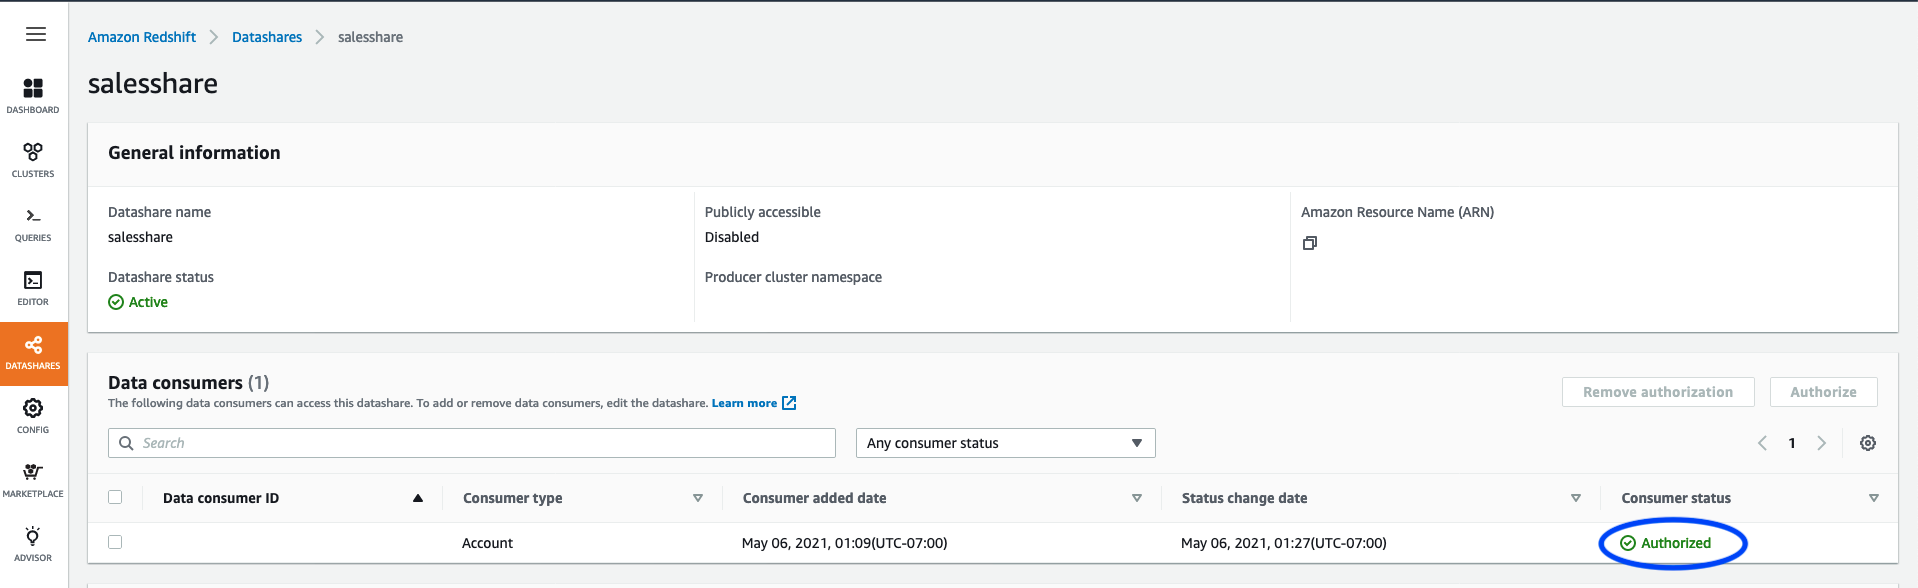 Amazon Redshift > Datashares > salesshare
salesshare
DASHBOARD
CLUSTERS
QUERIES
EDITOR
DATASHARES
CONFIG
MARKETPLACE
ADVISOR
General information
Datashare name
salesshare
Datashare status
Active
Publicly accessible
Disabled
Producer cluster namespace
Amazon Resource Name (ARN)
Data consumers (1)
The following data consumers can access this datashare. To add or remove data consumers, edit the datashare. Learn more
Remove authorization Authorize
Search Any consumer status 1
Data consumer ID Consumer type Consumer added date Status change date Consumer status
Account May 06, 2021, 01:09(UTC-07:00) May 06, 2021, 01:27(UTC-07:00) Authorized